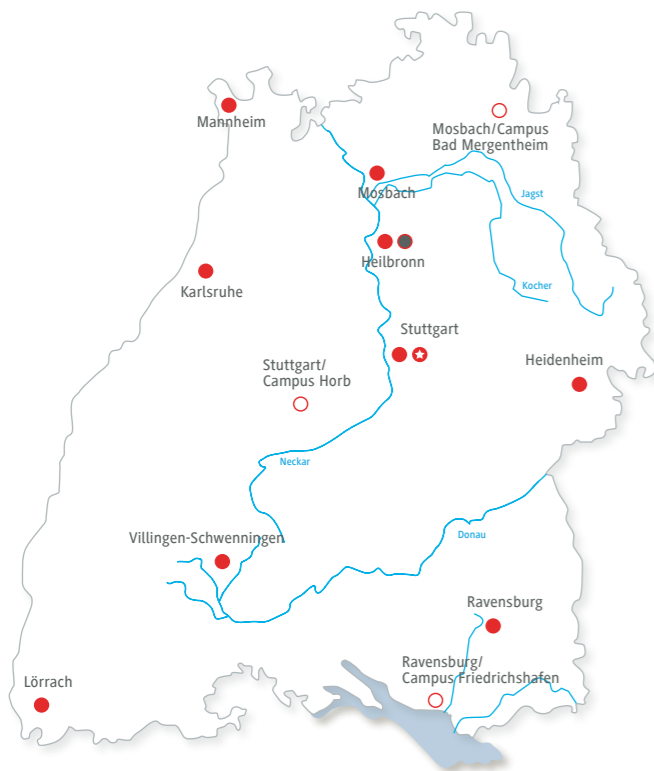 Mannheim
Mosbach/Campus
Bad Mergentheim
Mosbach
Jagst
Heilbronn
Karlsruhe
Kocher
Stuttgart
Stuttgart/
Campus Horb
Heidenheim
Neckar
Villingen-Schwenningen
Donau
Ravensburg
Ravensburg/
Campus Friedrichshafen
Lörrach